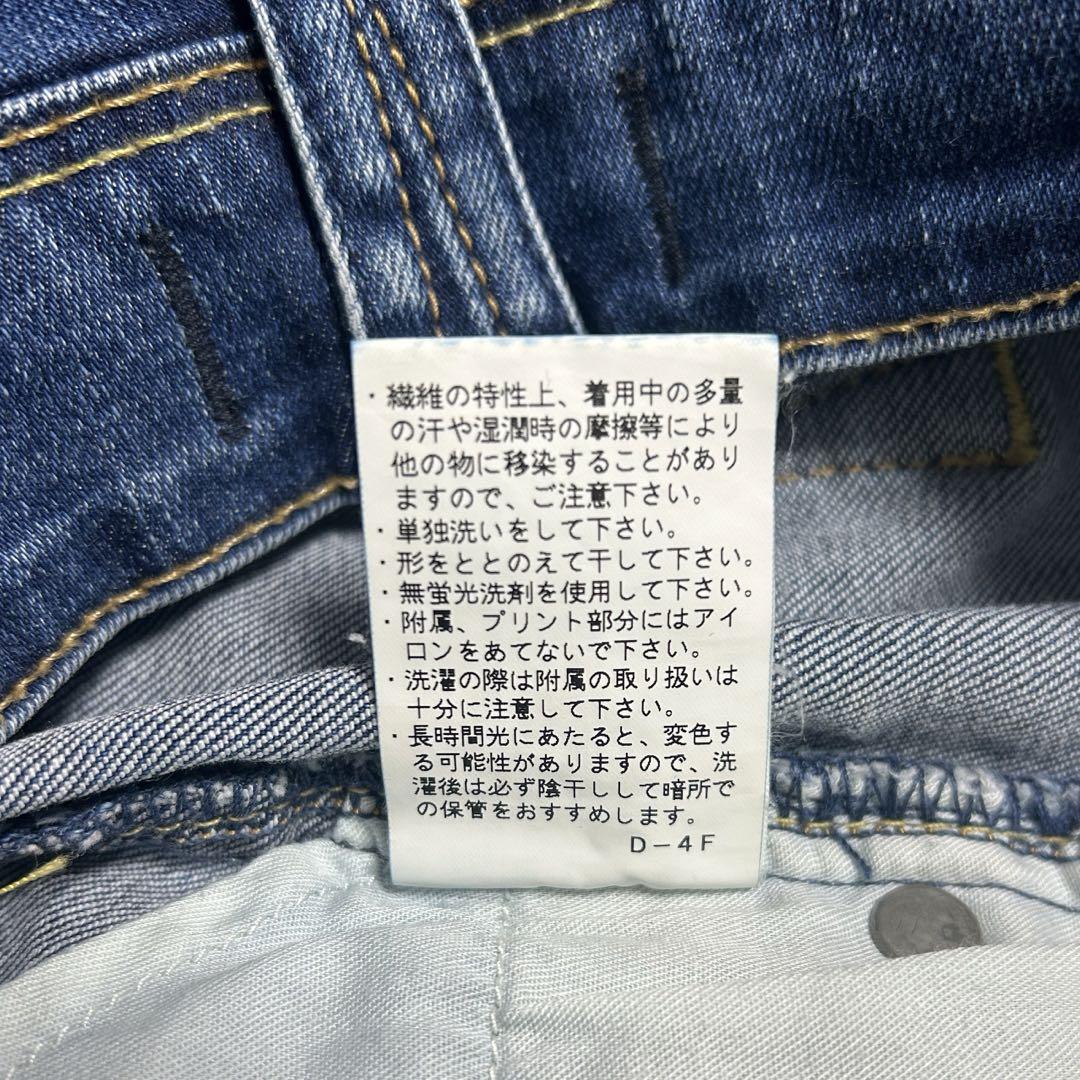 ・繊維の特性上、着用中の多量
の汗や湿潤時の摩擦等により
他の物に移染することがあり
ますので、ご注意下さい。
・単独洗いをして下さい。
・形をととのえて干して下さい。
・無蛍光洗剤を使用して下さい。
・附属、プリント部分にはアイ
ロンをあてないで下さい。
・洗濯の際は附属の取り扱いは
十分に注意して下さい。
・長時間光にあたると、変色す
る可能性がありますので、洗
濯後は必ず陰干しして暗所で
の保管をおすすめします。
D－4F